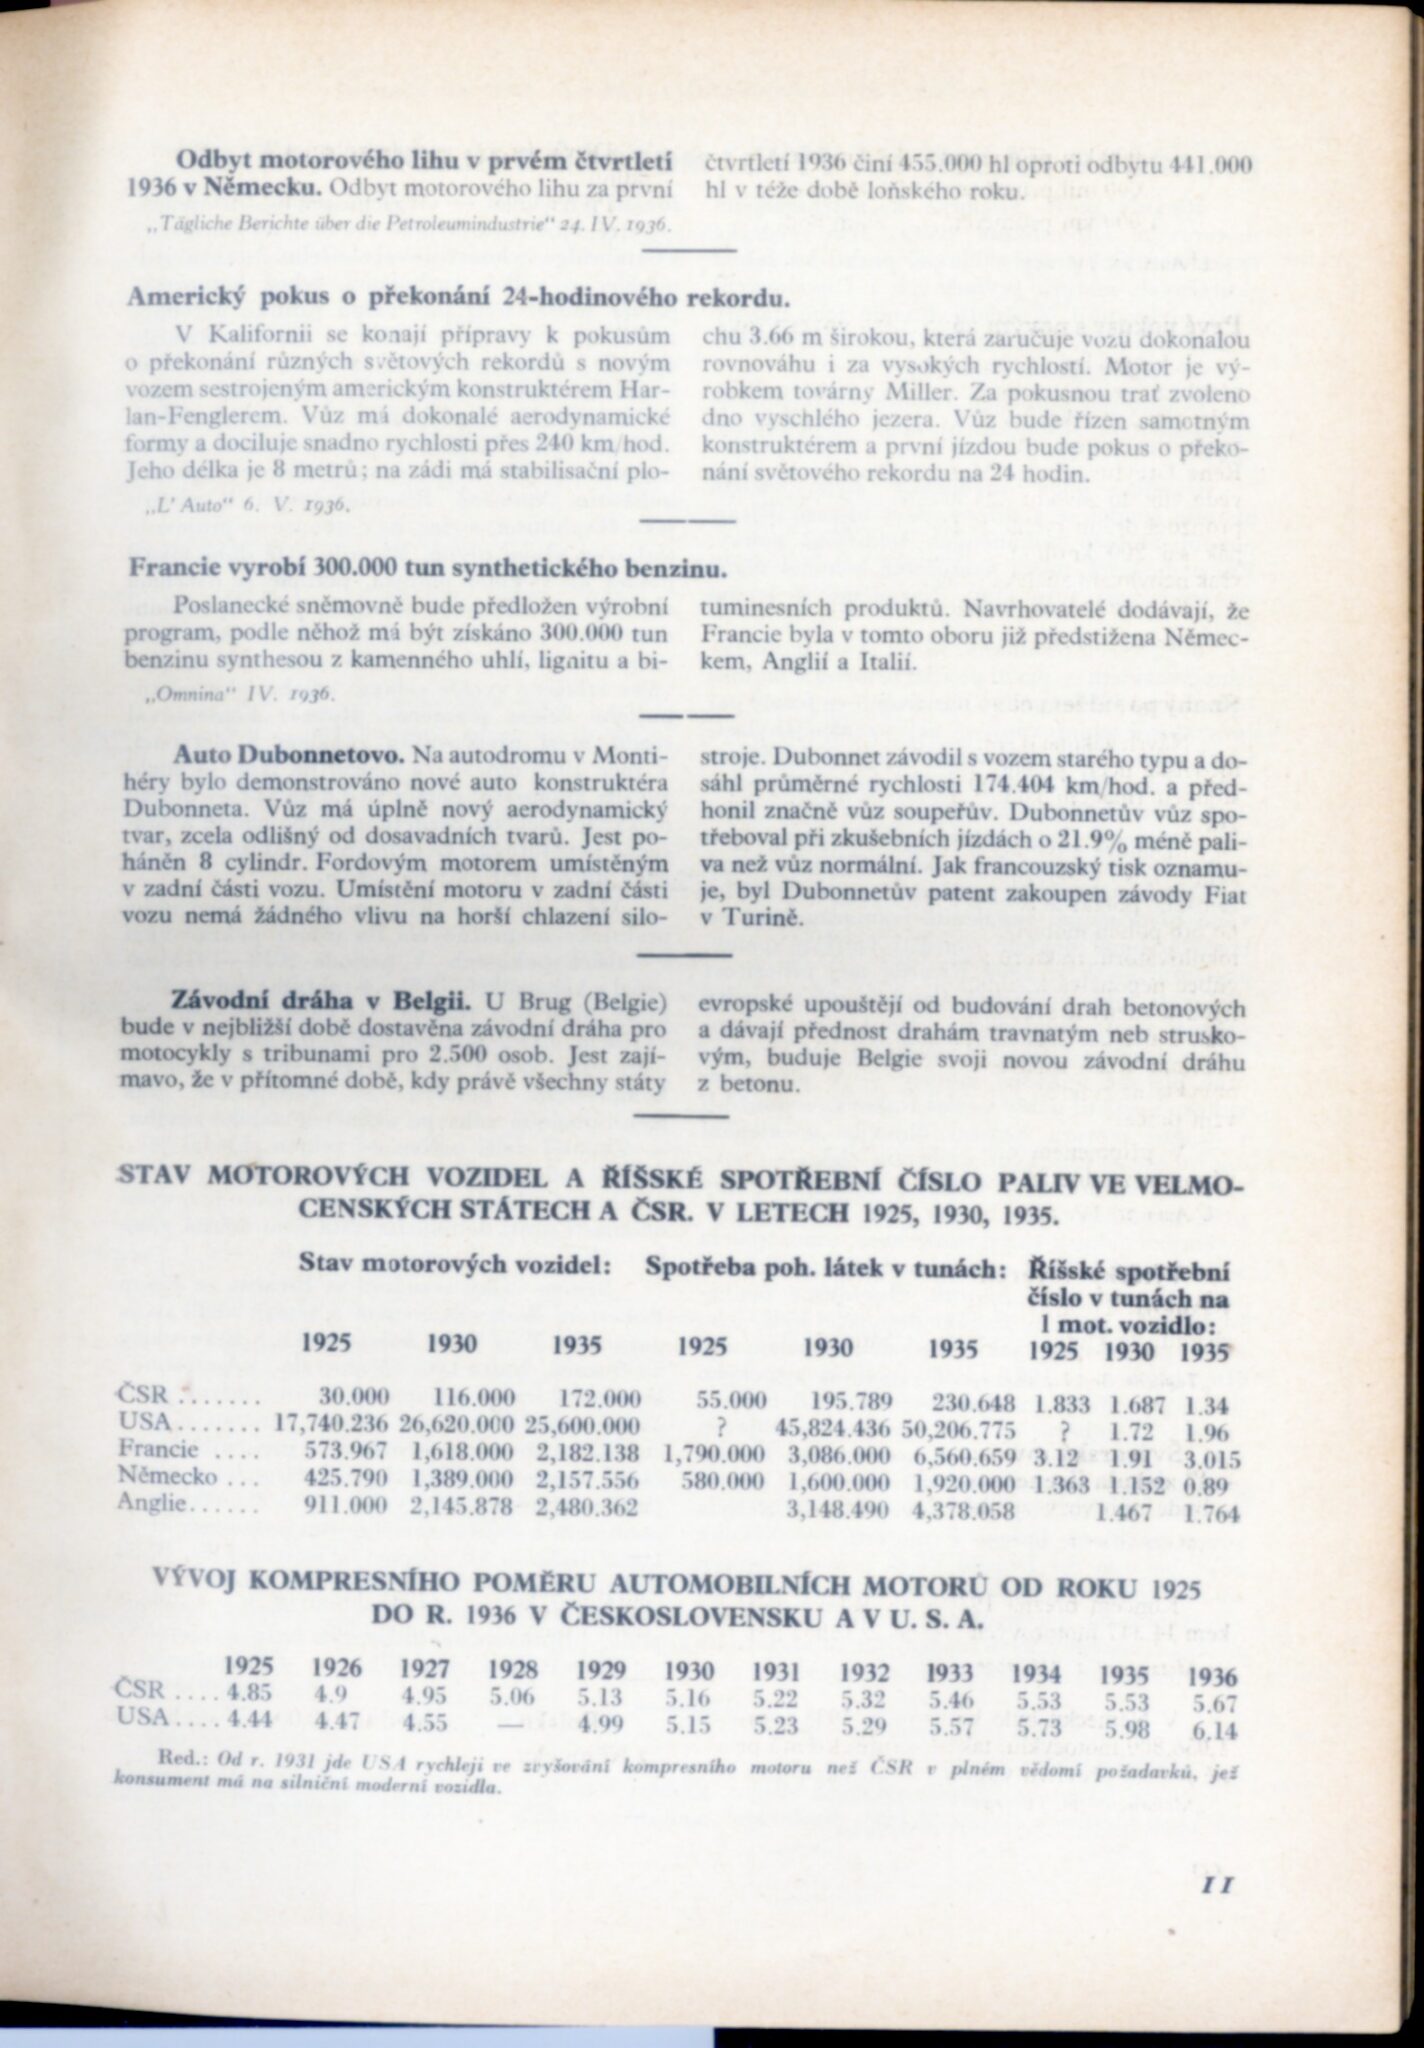 Odbyt motorového lihu v prvém čtvrtletí
1936 v Německu. Odbyt motorového lihu za první
čtvrtletí 1936 činí 455.000 hl oproti odbytu 441.000
hl v téže době loňského roku.
„Tägliche Berichte über die Petroleumindustrie" 24. IV. 1936.
Americký pokus o překonání 24-hodinového rekordu.
V Kalifornii se konají přípravy k pokusům
o překonání různých světových rekordů s novým
vozem sestrojeným americkým konstruktérem Har-
lan-Fenglerem. Vůz má dokonalé aerodynamické
formy a dociluje snadno rychlosti přes 240 km/hod.
Jeho délka je 8 metrů; na zádi má stabilisační plo-
chu 3.66 m širokou, která zaručuje vozu dokonalou
rovnováhu i za vysokých rychlostí. Motor je vý-
robkem továrny Miller. Za pokusnou trať zvoleno
dno vyschlého jezera. Vůz bude řízen samotným
konstruktérem a první jízdou bude pokus o překo-
nání světového rekordu na 24 hodin.
„L' Auto" 6. V. 1936.
Francie vyrobí 300.000 tun synthetického benzinu.
Poslanecké sněmovně bude předložen výrobní
program, podle něhož má být získáno 300.000 tun
benzinu synthesou z kamenného uhlí, lignitu a bi-
tuminesních produktů. Navrhovatelé dodávají, že
Francie byla v tomto oboru již předstižena Němec-
kem, Anglií a Italií.
„Omnina" IV. 1936.
Auto Dubonnetovo. Na autodromu v Monti-
héry bylo demonstrováno nové auto konstruktéra
Dubonneta. Vůz má úplně nový aerodynamický
tvar, zcela odlišný od dosavadních tvarů. Jest po-
háněn 8 cylindr. Fordovým motorem umístěným
v zadní části vozu. Umístění motoru v zadní části
vozu nemá žádného vlivu na horší chlazení silo-
stroje. Dubonnet závodil s vozem starého typu a do-
sáhl průměrné rychlosti 174.404 km/hod. a před-
honil značně vůz soupeřův. Dubonnetův vůz spo-
třeboval při zkušebních jízdách o 21.9% méně pali-
va než vůz normální. Jak francouzský tisk oznamu-
je, byl Dubonnetův patent zakoupen závody Fiat
v Turině.
Závodní dráha v Belgii. U Brug (Belgie)
bude v nejbližší době dostavěna závodní dráha pro
motocykly s tribunami pro 2.500 osob. Jest zají-
mavo, že v přítomné době, kdy právě všechny státy
evropské upouštějí od budování drah betonových
a dávají přednost drahám travnatým neb strusko-
vým, buduje Belgie svoji novou závodní dráhu
z betonu.
STAV MOTOROVÝCH VOZIDEL A ŘÍŠSKÉ SPOTŘEBNÍ ČÍSLO PALIV VE VELMO-
CENSKÝCH STÁTECH A ČSR. V LETECH 1925, 1930, 1935.
Stav motorových vozidel: Spotřeba poh. látek v tunách: Říšské spotřební
číslo v tunách na
1 mot. vozidlo:
1925 1930 1935 1925 1930 1935 1925 1930 1935
ČSR ....... 30.000 116.000 172.000 55.000 195.789 230.648 1.833 1.687 1.34
USA....... 17,740.236 26,620.000 25,600.000 ? 45,824.436 50,206.775 ? 1.72 1.96
Francie .... 573.967 1,618.000 2,182.138 1,790.000 3,086.000 6,560.659 3.12 1.91 3.015
Německo ... 425.790 1,389.000 2,157.556 580.000 1,600.000 1,920.000 1.363 1.152 0.89
Anglie...... 911.000 2,145.878 2,480.362 3,148.490 4,378.058 1.467 1.764
VÝVOJ KOMPRESNÍHO POMĚRU AUTOMOBILNÍCH MOTORŮ OD ROKU 1925
DO R. 1936 V ČESKOSLOVENSKU A V U. S. A.
1925 1926 1927 1928 1929 1930 1931 1932 1933 1934 1935 1936
ČSR .... 4.85 4.9 4.95 5.06 5.13 5.16 5.22 5.32 5.46 5.53 5.53 5.67
USA.... 4.44 4.47 4.55 — 4.99 5.15 5.23 5.29 5.57 5.73 5.98 6.14
Red.: Od r. 1931 jde USA rychleji ve zvyšování kompresního motoru než ČSR v plném vědomí požadavků, jež
konsument má na silniční moderní vozidla.
II